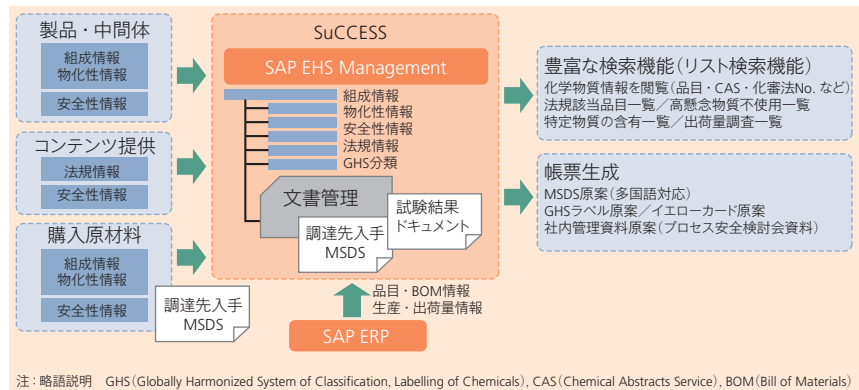 製品・中間体
組成情報
物化性情報
安全性情報
コンテンツ提供
法規情報
安全性情報
購入原材料
組成情報
物化性情報
安全性情報
調達先入手
MSDS
SuCCESS
SAP EHS Management
組成情報
物化性情報
安全性情報
法規情報
GHS分類
文書管理
試験結果
ドキュメント
調達先入手
MSDS
品目・BOM情報
生産・出荷量情報
SAP ERP
豊富な検索機能(リスト検索機能)
化学物質情報を閲覧(品目・CAS・化審法No. など)
法規該当品目一覧/高懸念物質不使用一覧
特定物質の含有一覧/出荷量調査一覧
帳票生成
MSDS原案(多国語対応)
GHSラベル原案/イエローカード原案
社内管理資料原案(プロセス安全検討会資料)
注:略語説明 GHS(Globally Harmonized System of Classification, Labelling of Chemicals), CAS(Chemical Abstracts Service), BOM(Bill of Materials)